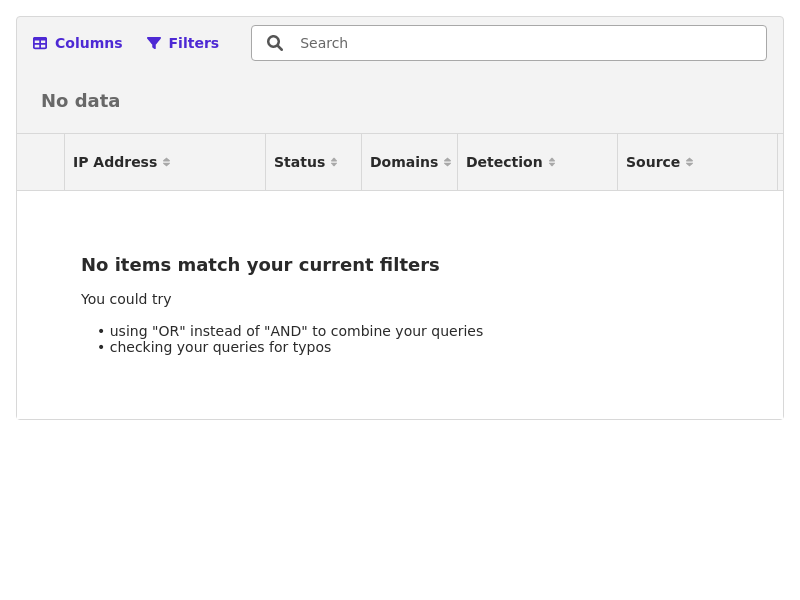 Columns Filters Search
No data
IP Address Status Domains Detection Source
No items match your current filters
You could try
• using "OR" instead of "AND" to combine your queries
• checking your queries for typos